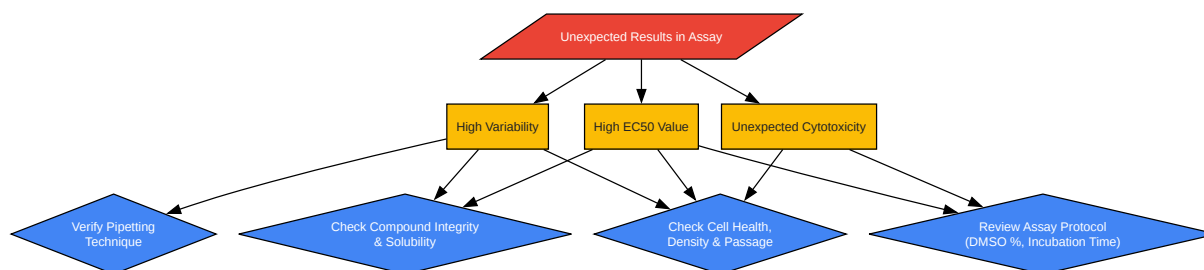 Unexpected Results in Assay
High Variability
High EC50 Value
Unexpected Cytotoxicity
Verify Pipetting
Technique
Check Compound Integrity
& Solubility
Check Cell Health,
Density & Passage
Review Assay Protocol
(DMSO %, Incubation Time)